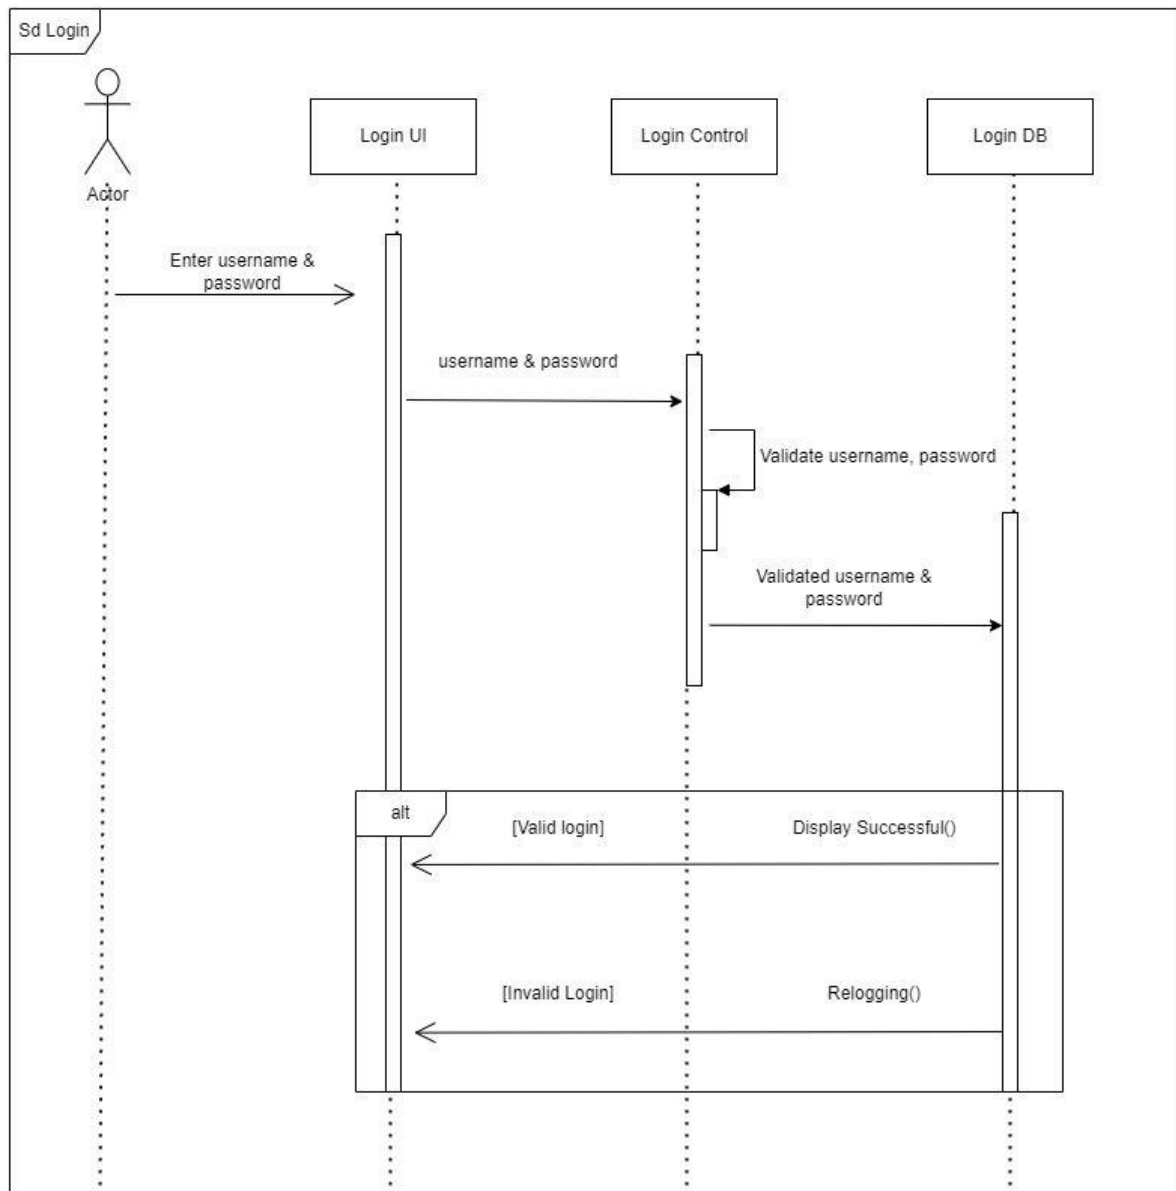 Sd Login
Actor
Login UI
Login Control
Login DB
Enter username &
password
username & password
Validate username, password
Validated username &
password
alt
[Valid login]
Display Successful()
[Invalid Login]
Relogging()